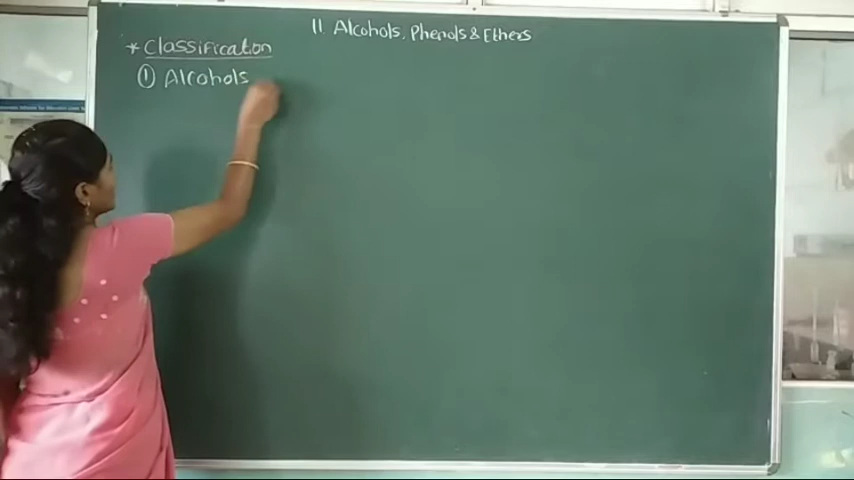 11 Alcohols, Phenols & Ethers
* Classification
① Alcohols